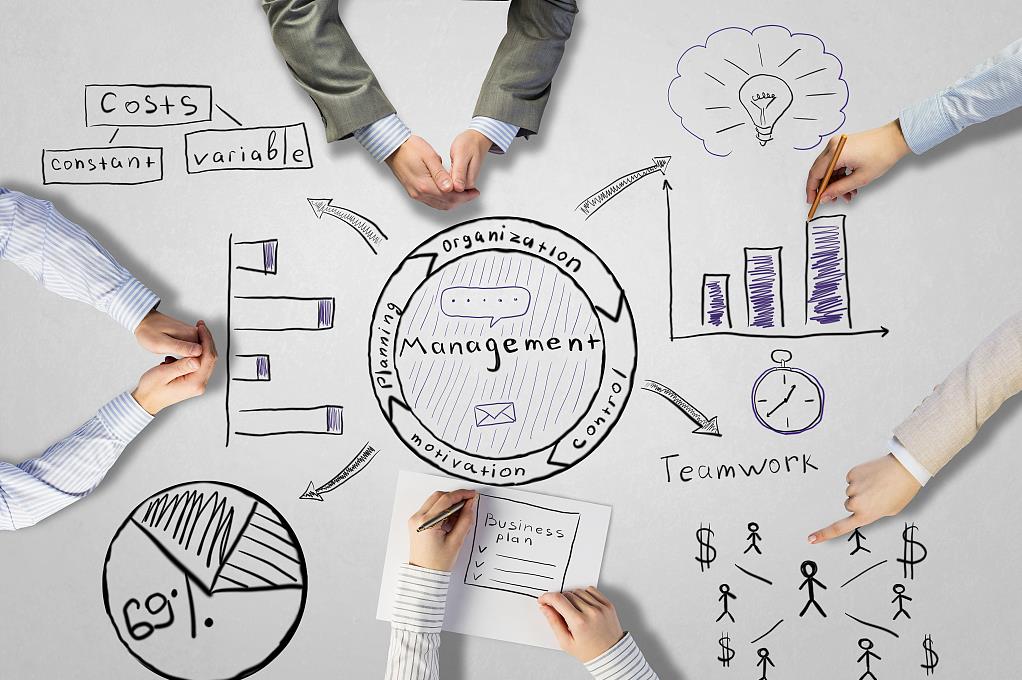 Costs
constant
variable
Organization
Planning
Management
Control
motivation
Teamwork
Business
plan
69%
$
$
$
$